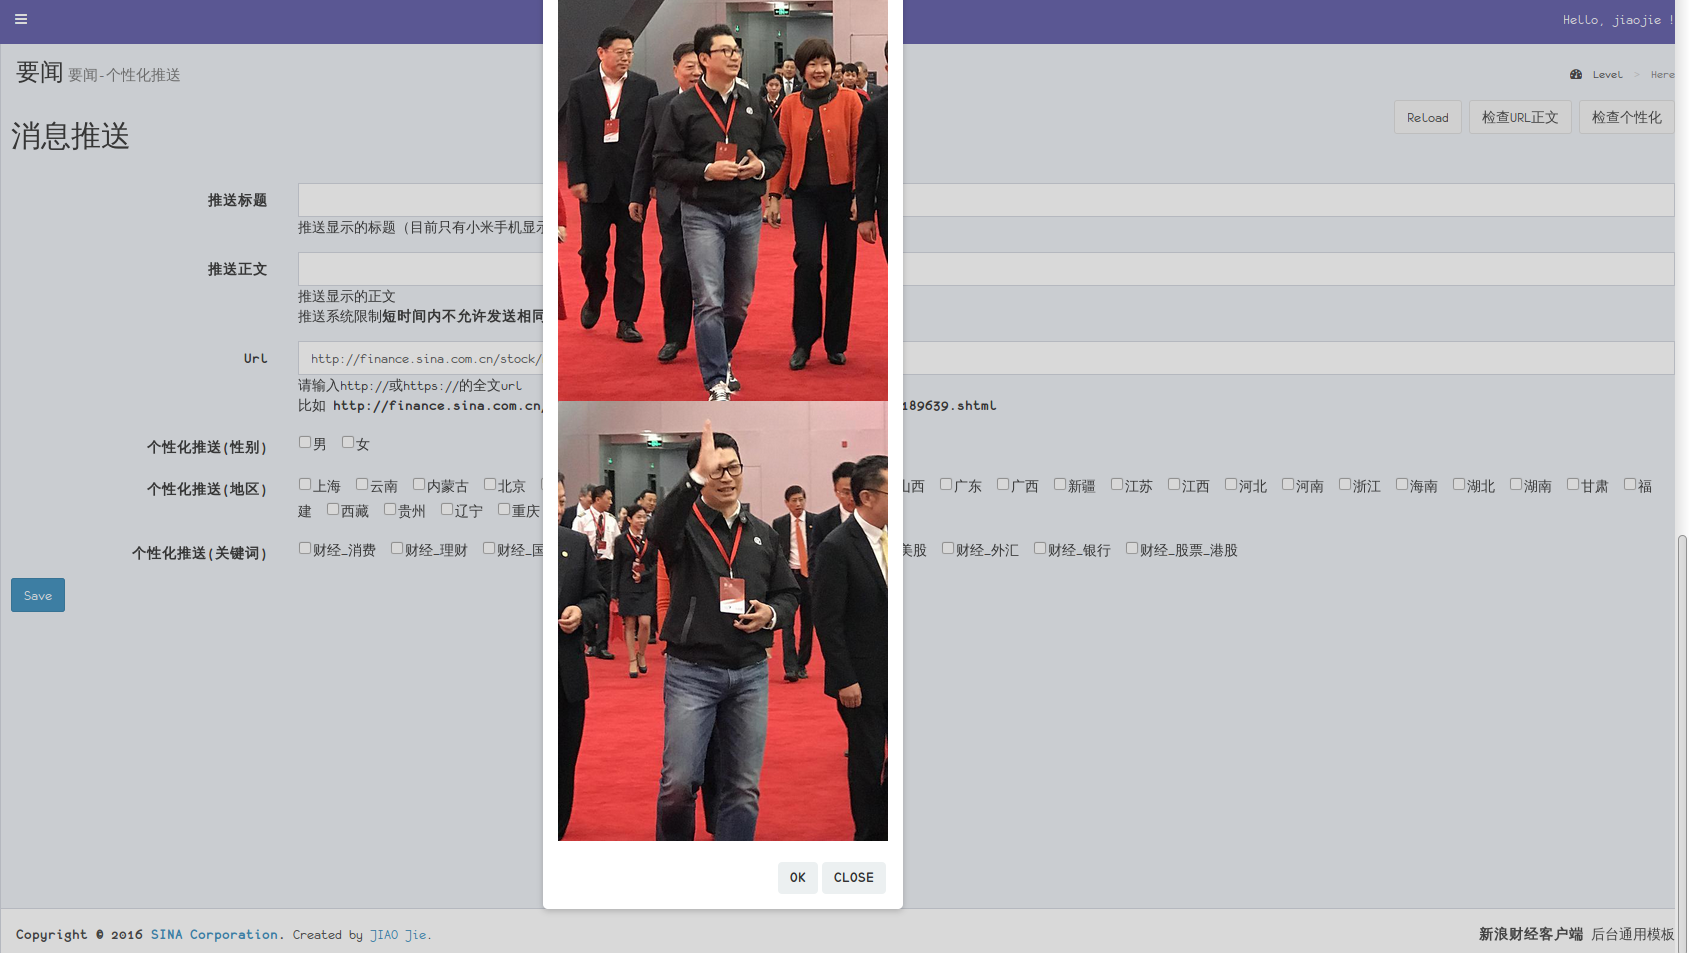 Hello, jiaojie !
要闻 要闻-个性化推送
Level > Here
Reload 检查URL正文 检查个性化
消息推送
推送标题
推送显示的标题（目前只有小米手机显示
推送正文
推送显示的正文
推送系统限制短时间内不允许发送相同
Url http://finance.sina.com.cn/stock/
请输入http://或https://的全文url
比如 http://finance.sina.com.cn/ 189639.shtml
个性化推送(性别) 男 女
个性化推送(地区) 上海 云南 内蒙古 北京 山西 广东 广西 新疆 江苏 江西 河北 河南 浙江 海南 湖北 湖南 甘肃 福
建 西藏 贵州 辽宁 重庆
个性化推送(关键词) 财经_消费 财经_理财 财经_国 美股 财经_外汇 财经_银行 财经_股票_港股
Save
OK CLOSE
Copyright © 2016 SINA Corporation. Created by JIAO Jie. 新浪财经客户端 后台通用模板